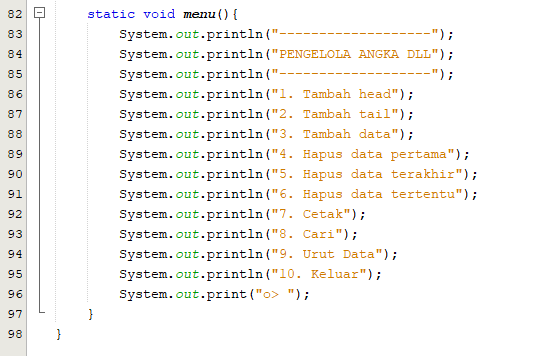 82 static void menu(){
83 System.out.println("-------------------");
84 System.out.println("PENGELOLA ANGKA DLL");
85 System.out.println("-------------------");
86 System.out.println("1. Tambah head");
87 System.out.println("2. Tambah tail");
88 System.out.println("3. Tambah data");
89 System.out.println("4. Hapus data pertama");
90 System.out.println("5. Hapus data terakhir");
91 System.out.println("6. Hapus data tertentu");
92 System.out.println("7. Cetak");
93 System.out.println("8. Cari");
94 System.out.println("9. Urut Data");
95 System.out.println("10. Keluar");
96 System.out.print("o> ");
97 }
98 }